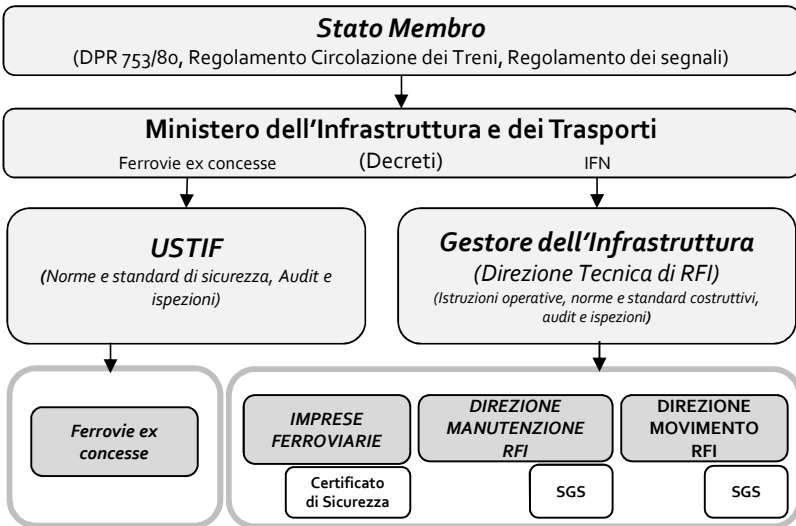 Stato Membro
(DPR 753/80, Regolamento Circolazione dei Treni, Regolamento dei segnali)
Ministero dell'Infrastruttura e dei Trasporti
Ferrovie ex concesse (Decreti) IFN
USTIF
(Norme e standard di sicurezza, Audit e
ispezioni)
Gestore dell'Infrastruttura
(Direzione Tecnica di RFI)
(Istruzioni operative, norme e standard costruttivi,
audit e ispezioni)
Ferrovie ex
concesse
IMPRESE
FERROVIARIE
Certificato
di Sicurezza
DIREZIONE
MANUTENZIONE
RFI
SGS
DIREZIONE
MOVIMENTO
RFI
SGS